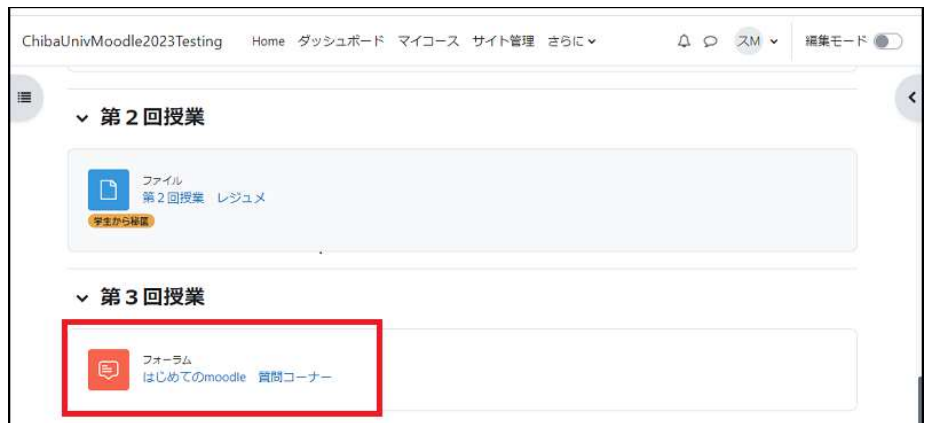 ChibaUnivMoodle2023Testing Home ダッシュボード マイコース サイト管理 さらに スM 編集モード
第２回授業
ファイル
第２回授業　レジュメ
学生から秘匿
第３回授業
フォーラム
はじめてのmoodle　質問コーナー